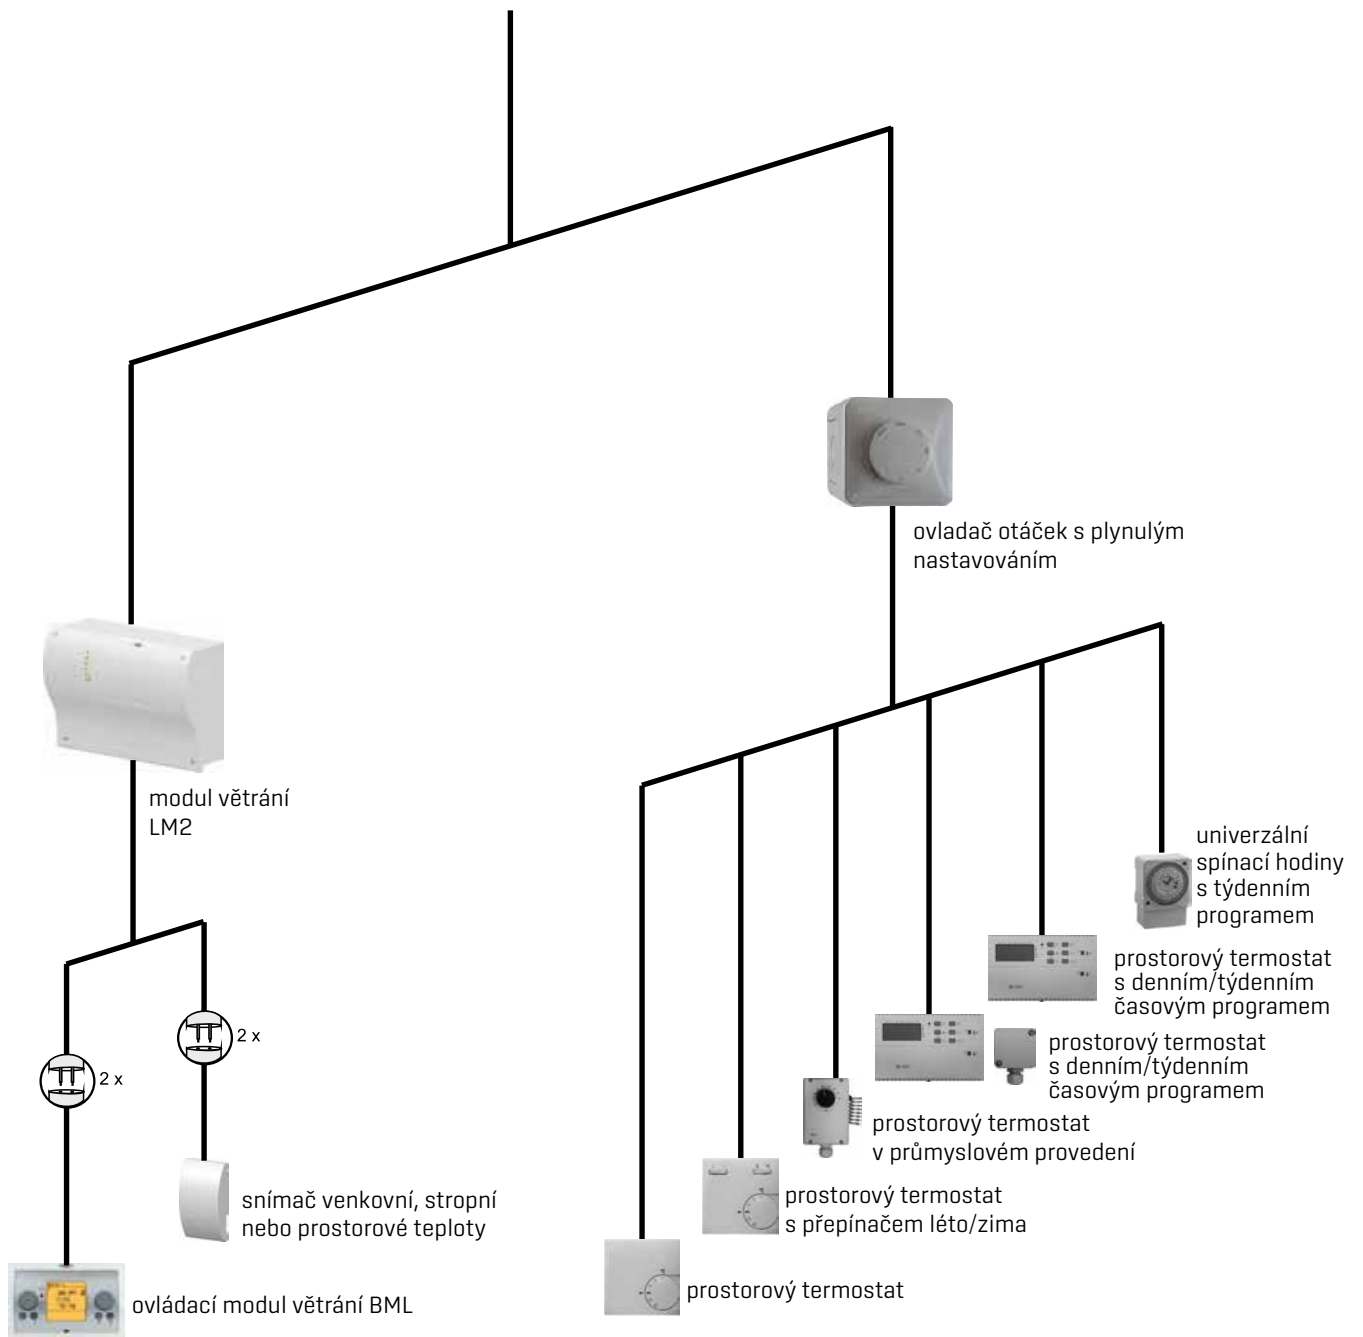 ovladač otáček s plynulým
nastavováním
modul větrání
LM2
univerzální
spínací hodiny
s týdenním
programem
prostorový termostat
s denním/týdenním
časovým programem
2 x
prostorový termostat
s denním/týdenním
časovým programem
2 x
prostorový termostat
v průmyslovém provedení
snímač venkovní, stropní
nebo prostorové teploty
prostorový termostat
s přepínačem léto/zima
prostorový termostat
ovládací modul větrání BML